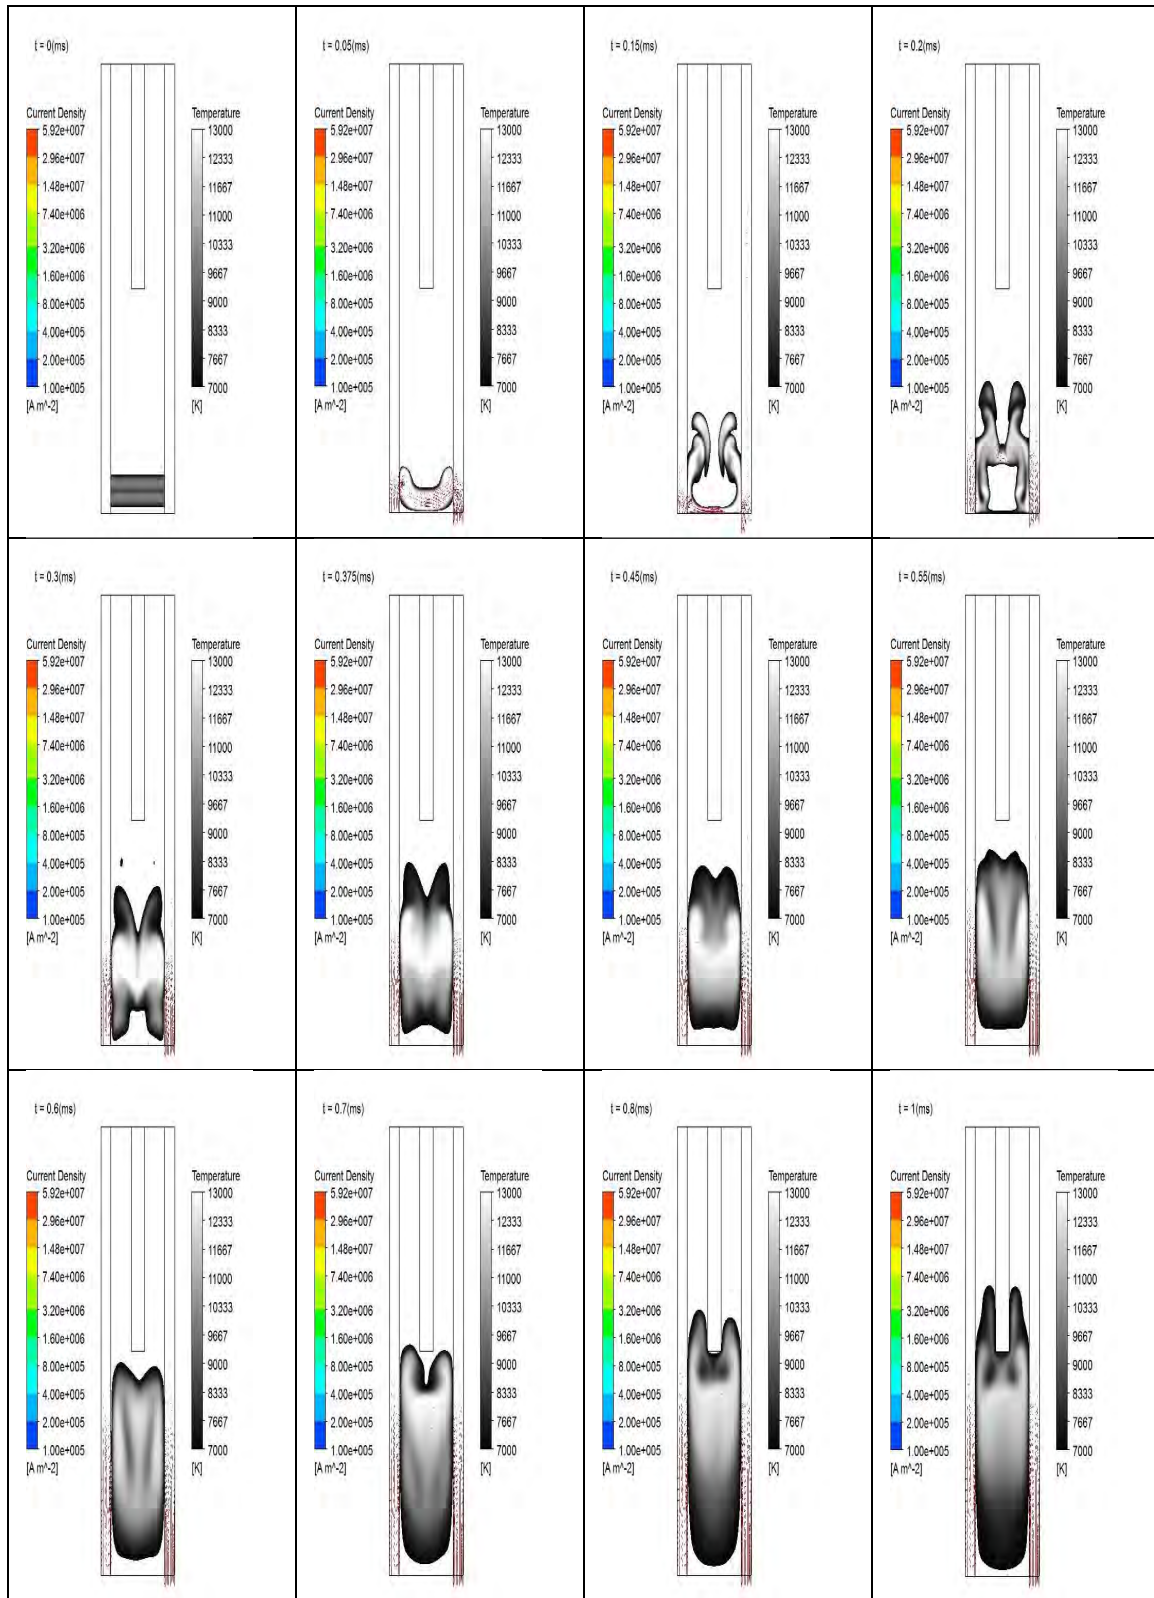 t = 0(ms)
Current Density
5.92e+007
2.96e+007
1.48e+007
7.40e+006
3.20e+006
1.60e+006
8.00e+005
4.00e+005
2.00e+005
1.00e+005
[A m^-2]
Temperature
13000
12333
11667
11000
10333
9667
9000
8333
7667
7000
[K]
t = 0.05(ms)
Current Density
5.92e+007
2.96e+007
1.48e+007
7.40e+006
3.20e+006
1.60e+006
8.00e+005
4.00e+005
2.00e+005
1.00e+005
[A m^-2]
Temperature
13000
12333
11667
11000
10333
9667
9000
8333
7667
7000
[K]
t = 0.15(ms)
Current Density
5.92e+007
2.96e+007
1.48e+007
7.40e+006
3.20e+006
1.60e+006
8.00e+005
4.00e+005
2.00e+005
1.00e+005
[A m^-2]
Temperature
13000
12333
11667
11000
10333
9667
9000
8333
7667
7000
[K]
t = 0.2(ms)
Current Density
5.92e+007
2.96e+007
1.48e+007
7.40e+006
3.20e+006
1.60e+006
8.00e+005
4.00e+005
2.00e+005
1.00e+005
[A m^-2]
Temperature
13000
12333
11667
11000
10333
9667
9000
8333
7667
7000
[K]
t = 0.3(ms)
Current Density
5.92e+007
2.96e+007
1.48e+007
7.40e+006
3.20e+006
1.60e+006
8.00e+005
4.00e+005
2.00e+005
1.00e+005
[A m^-2]
Temperature
13000
12333
11667
11000
10333
9667
9000
8333
7667
7000
[K]
t = 0.375(ms)
Current Density
5.92e+007
2.96e+007
1.48e+007
7.40e+006
3.20e+006
1.60e+006
8.00e+005
4.00e+005
2.00e+005
1.00e+005
[A m^-2]
Temperature
13000
12333
11667
11000
10333
9667
9000
8333
7667
7000
[K]
t = 0.45(ms)
Current Density
5.92e+007
2.96e+007
1.48e+007
7.40e+006
3.20e+006
1.60e+006
8.00e+005
4.00e+005
2.00e+005
1.00e+005
[A m^-2]
Temperature
13000
12333
11667
11000
10333
9667
9000
8333
7667
7000
[K]
t = 0.55(ms)
Current Density
5.92e+007
2.96e+007
1.48e+007
7.40e+006
3.20e+006
1.60e+006
8.00e+005
4.00e+005
2.00e+005
1.00e+005
[A m^-2]
Temperature
13000
12333
11667
11000
10333
9667
9000
8333
7667
7000
[K]
t = 0.6(ms)
Current Density
5.92e+007
2.96e+007
1.48e+007
7.40e+006
3.20e+006
1.60e+006
8.00e+005
4.00e+005
2.00e+005
1.00e+005
[A m^-2]
Temperature
13000
12333
11667
11000
10333
9667
9000
8333
7667
7000
[K]
t = 0.7(ms)
Current Density
5.92e+007
2.96e+007
1.48e+007
7.40e+006
3.20e+006
1.60e+006
8.00e+005
4.00e+005
2.00e+005
1.00e+005
[A m^-2]
Temperature
13000
12333
11667
11000
10333
9667
9000
8333
7667
7000
[K]
t = 0.8(ms)
Current Density
5.92e+007
2.96e+007
1.48e+007
7.40e+006
3.20e+006
1.60e+006
8.00e+005
4.00e+005
2.00e+005
1.00e+005
[A m^-2]
Temperature
13000
12333
11667
11000
10333
9667
9000
8333
7667
7000
[K]
t = 1(ms)
Current Density
5.92e+007
2.96e+007
1.48e+007
7.40e+006
3.20e+006
1.60e+006
8.00e+005
4.00e+005
2.00e+005
1.00e+005
[A m^-2]
Temperature
13000
12333
11667
11000
10333
9667
9000
8333
7667
7000
[K]